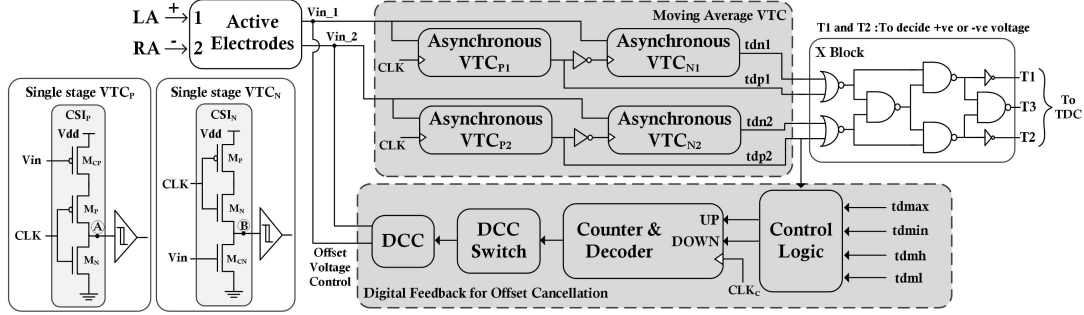 LA + 1
RA - 2
Active
Electrodes
Vin_1
Vin_2
Moving Average VTC
Asynchronous
VTCP1
CLK
Asynchronous
VTCN1
tdn1
tdp1
Asynchronous
VTCP2
CLK
Asynchronous
VTCN2
tdn2
tdp2
T1 and T2 :To decide +ve or -ve voltage
X Block
T1
T3
T2
To
TDC
Single stage VTCP
CSIP
Vdd
Vin
MCP
MP
A
CLK
MN
Single stage VTCN
CSIN
Vdd
MP
CLK
MN
B
Vin
MCN
Offset
Voltage
Control
DCC
DCC
Switch
Counter &
Decoder
UP
DOWN
CLKC
Control
Logic
tdmax
tdmin
tdmh
tdml
Digital Feedback for Offset Cancellation